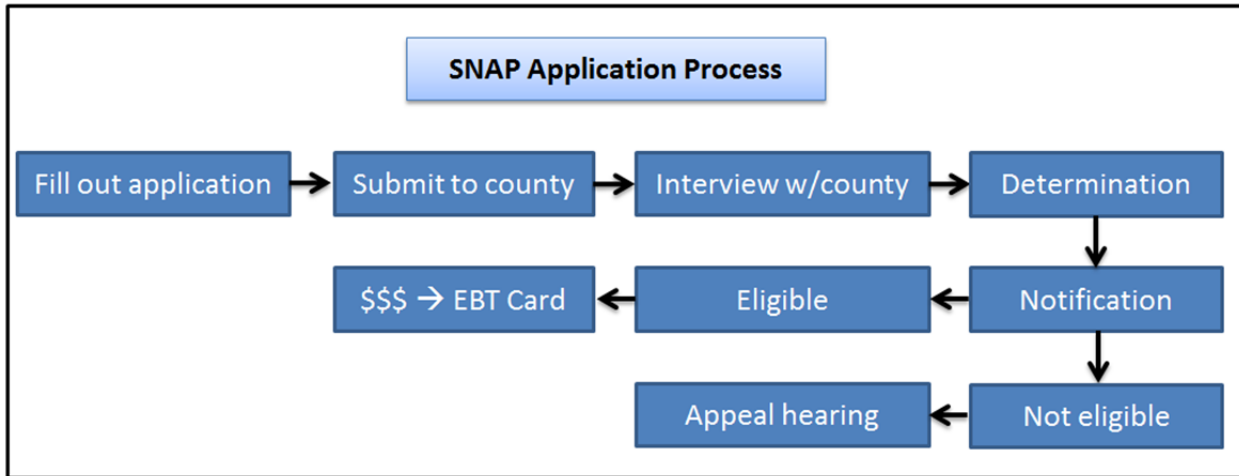 SNAP Application Process
Fill out application
Submit to county
Interview w/county
Determination
$$$ → EBT Card
Eligible
Notification
Appeal hearing
Not eligible